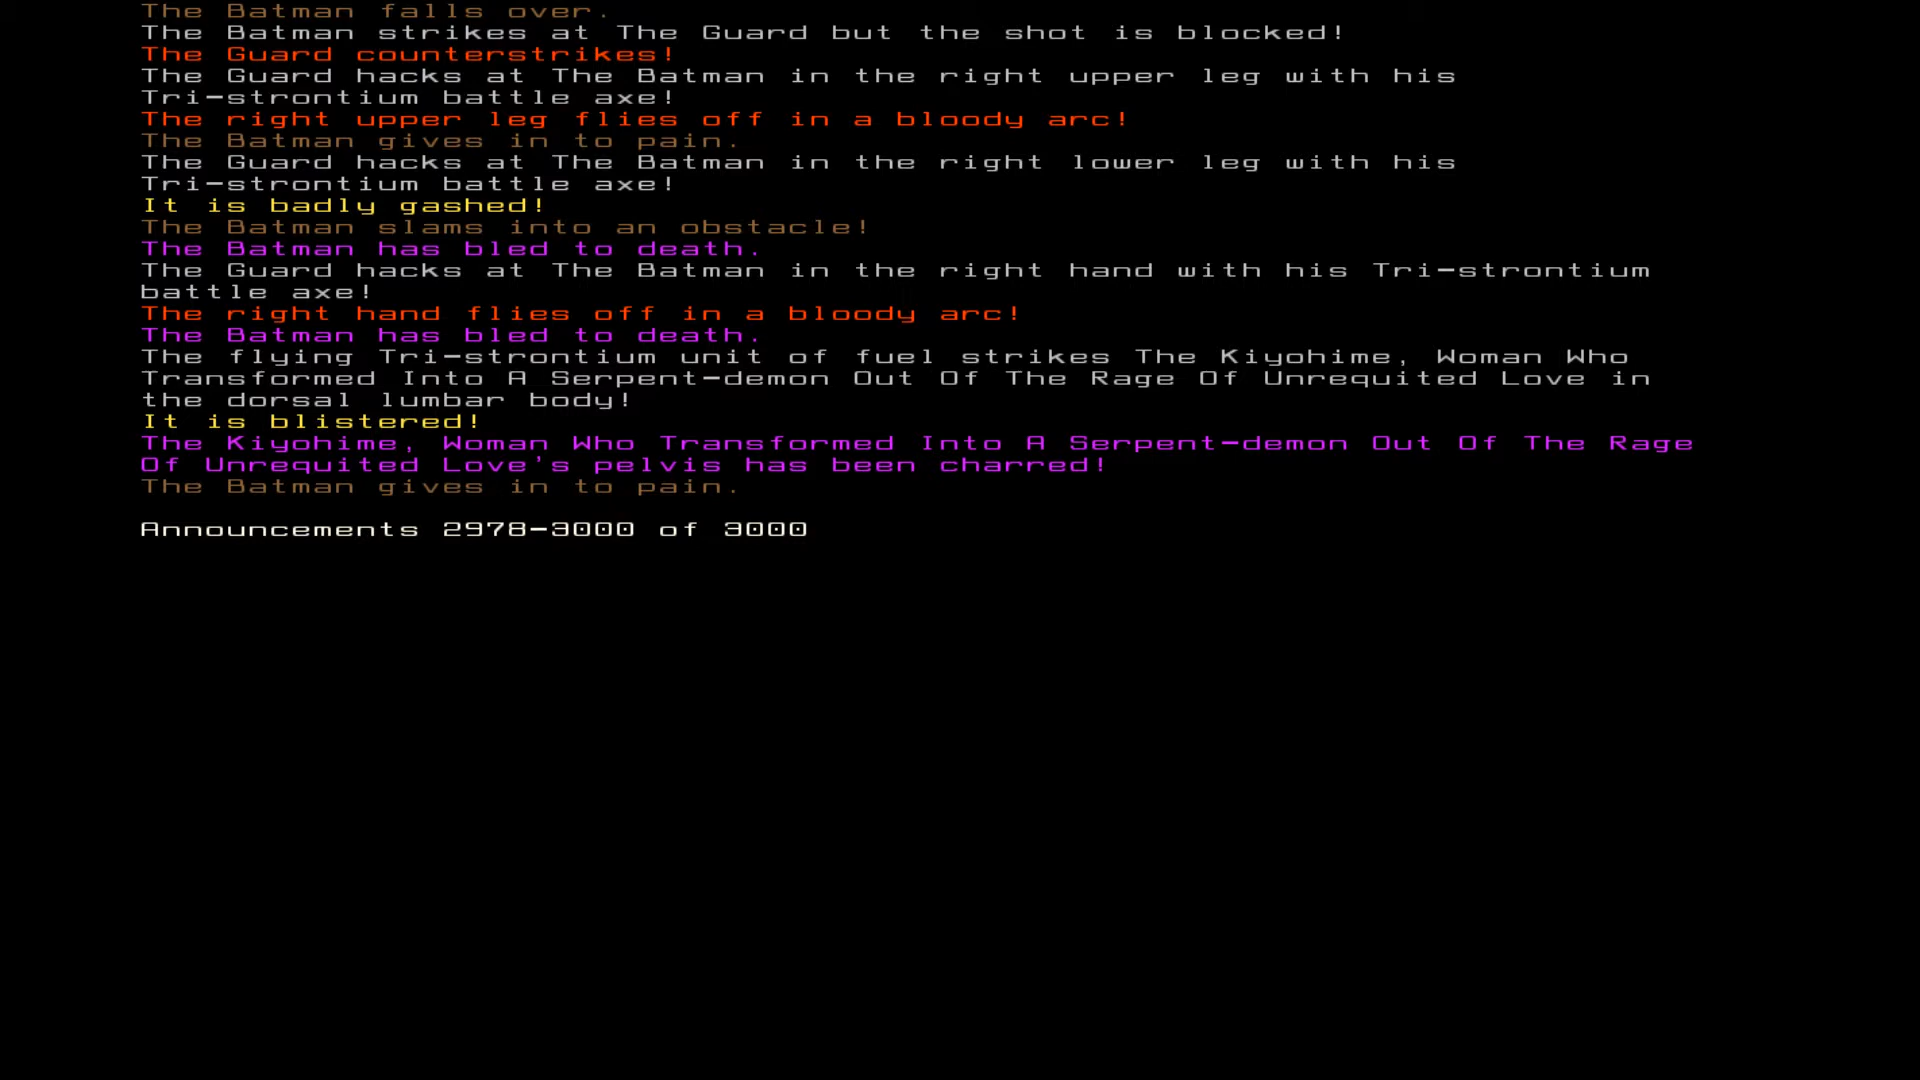 The Batman falls over.
The Batman strikes at The Guard but the shot is blocked!
The Guard counterstrikes!
The Guard hacks at The Batman in the right upper leg with his
Tri-strontium battle axe!
The right upper leg flies off in a bloody arc!
The Batman gives in to pain.
The Guard hacks at The Batman in the right lower leg with his
Tri-strontium battle axe!
It is badly gashed!
The Batman slams into an obstacle!
The Batman has bled to death.
The Guard hacks at The Batman in the right hand with his Tri-strontium
battle axe!
The right hand flies off in a bloody arc!
The Batman has bled to death.
The flying Tri-strontium unit of fuel strikes The Kiyohime, Woman Who
Transformed Into A Serpent-demon Out Of The Rage Of Unrequited Love in
the dorsal lumbar body!
It is blistered!
The Kiyohime, Woman Who Transformed Into A Serpent-demon Out Of The Rage
Of Unrequited Love's pelvis has been charred!
The Batman gives in to pain.
Announcements 2978-3000 of 3000